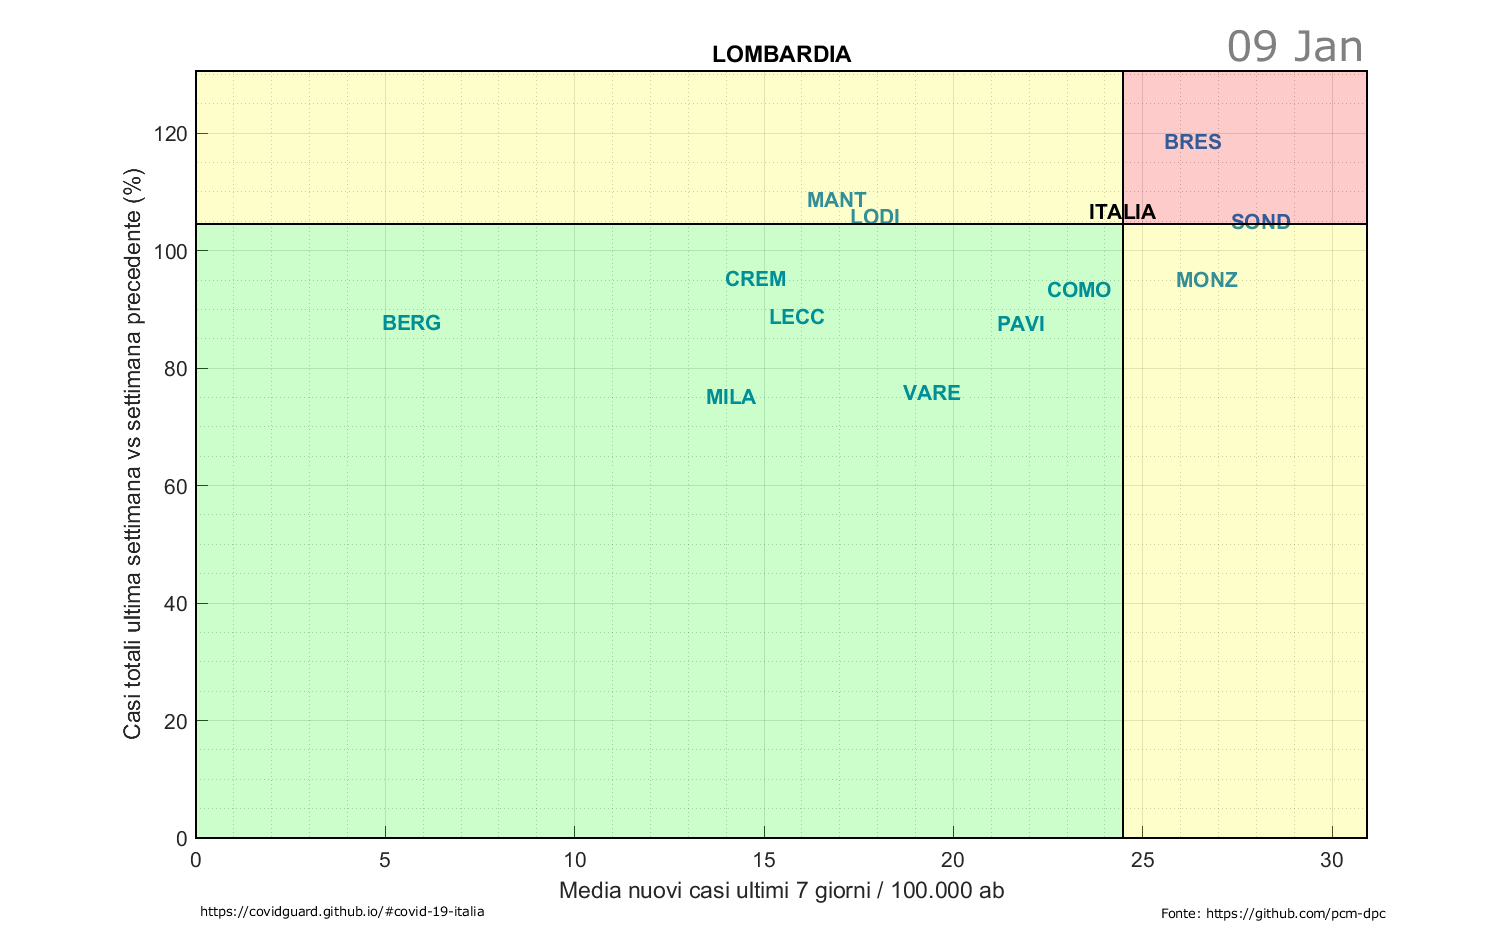 09 Jan
LOMBARDIA
120
100
80
60
40
20
0
Casi totali ultima settimana vs settimana precedente (%)
BRES
MANT
LODI
ITALIA
SOND
CREM
MONZ
COMO
LECC
BERG
PAVI
MILA
VARE
0 5 10 15 20 25 30
Media nuovi casi ultimi 7 giorni / 100.000 ab
https://covidguard.github.io/#covid-19-italia
Fonte: https://github.com/pcm-dpc